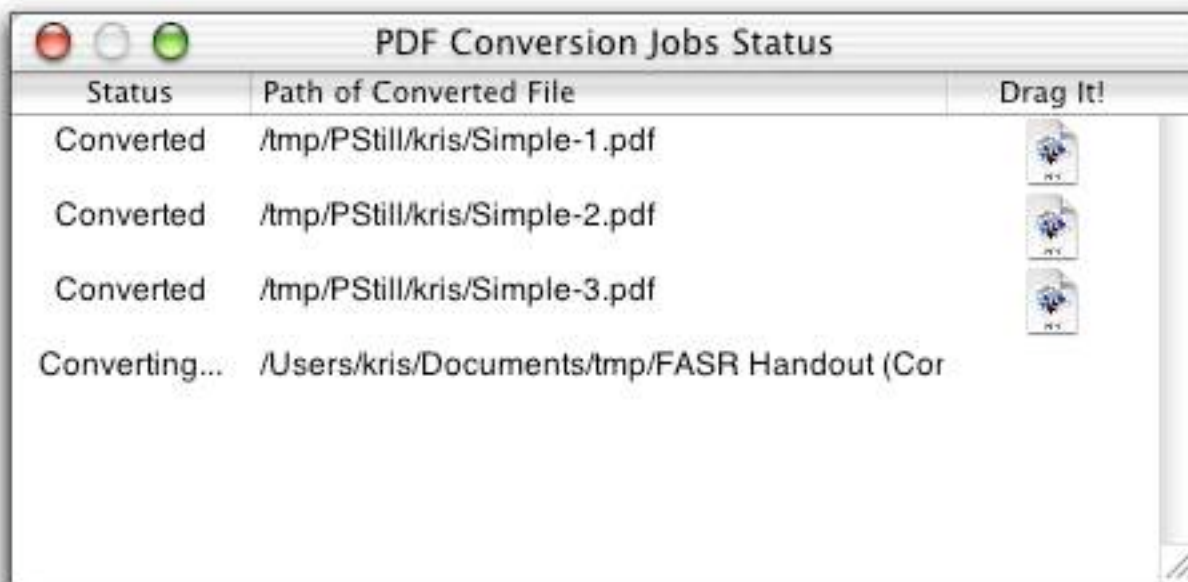 PDF Conversion Jobs Status
Status Path of Converted File Drag It!
Converted /tmp/PStill/kris/Simple-1.pdf
Converted /tmp/PStill/kris/Simple-2.pdf
Converted /tmp/PStill/kris/Simple-3.pdf
Converting... /Users/kris/Documents/tmp/FASR Handout (Cor